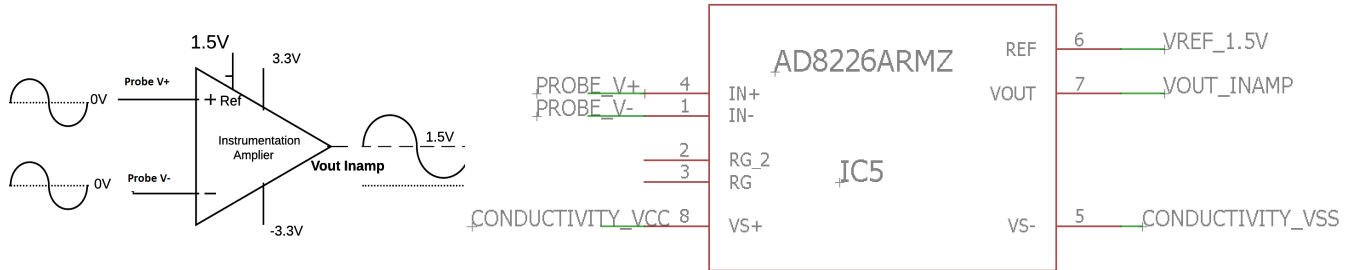 1.5V
3.3V
Probe V+
0V
+ Ref
Instrumentation
Amplier
1.5V
Vout Inamp
Probe V-
0V
-
-3.3V
AD8226ARMZ
PROBE_V+ 4 IN+
PROBE_V- 1 IN-
2 RG_2
3 RG
IC5
CONDUCTIVITY_VCC 8 VS+
REF 6 VREF_1.5V
VOUT 7 VOUT_INAMP
VS- 5 CONDUCTIVITY_VSS